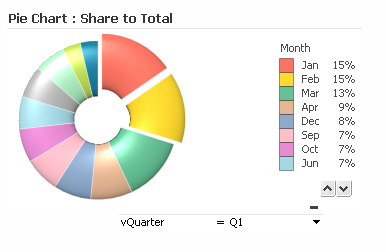 Pie Chart : Share to Total
Month
Jan 15%
Feb 15%
Mar 13%
Apr 9%
Dec 8%
Sep 7%
Oct 7%
Jun 7%
vQuarter = Q1